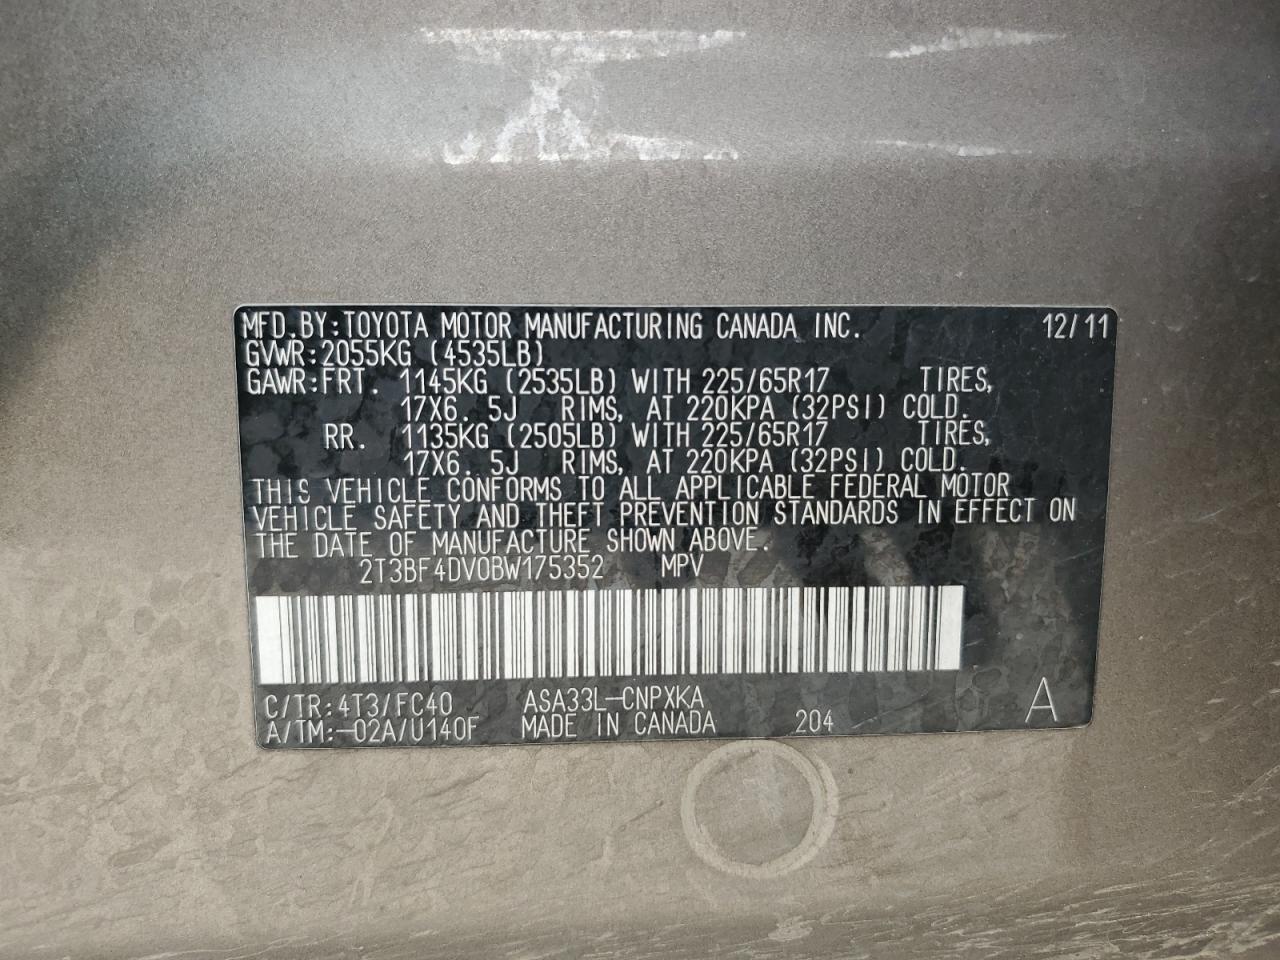 MFD.BY:TOYOTA MOTOR MANUFACTURING CANADA INC. 12/11
GVWR:2055KG (4535LB)
GAWR:FRT. 1145KG (2535LB) WITH 225/65R17 TIRES,
17X6.5J RIMS, AT 220KPA (32PSI) COLD.
RR. 1135KG (2505LB) WITH 225/65R17 TIRES,
17X6.5J RIMS, AT 220KPA (32PSI) COLD.
THIS VEHICLE CONFORMS TO ALL APPLICABLE FEDERAL MOTOR
VEHICLE SAFETY AND THEFT PREVENTION STANDARDS IN EFFECT ON
THE DATE OF MANUFACTURE SHOWN ABOVE.
2T3BF4DV0BW175352 MPV
C/TR:4T3/FC40 ASA33L-CNPXKA
A/TM:-02A/U140F MADE IN CANADA 204 A